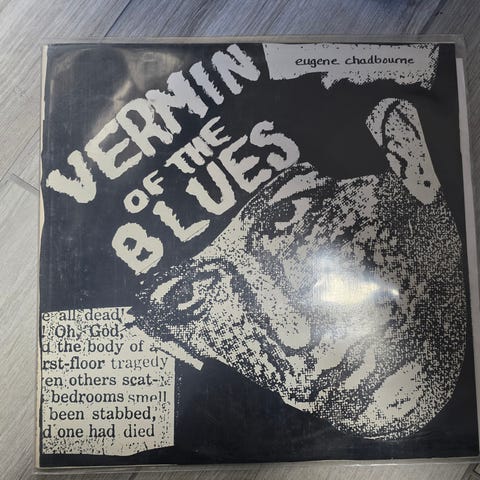 eugene chadbourne
VERMIN
OF THE
BLUES
e all dead!
Oh, God,
d the body of a
rst-floor tragedy
en others scat-
bedrooms smell
been stabbed,
d one had died